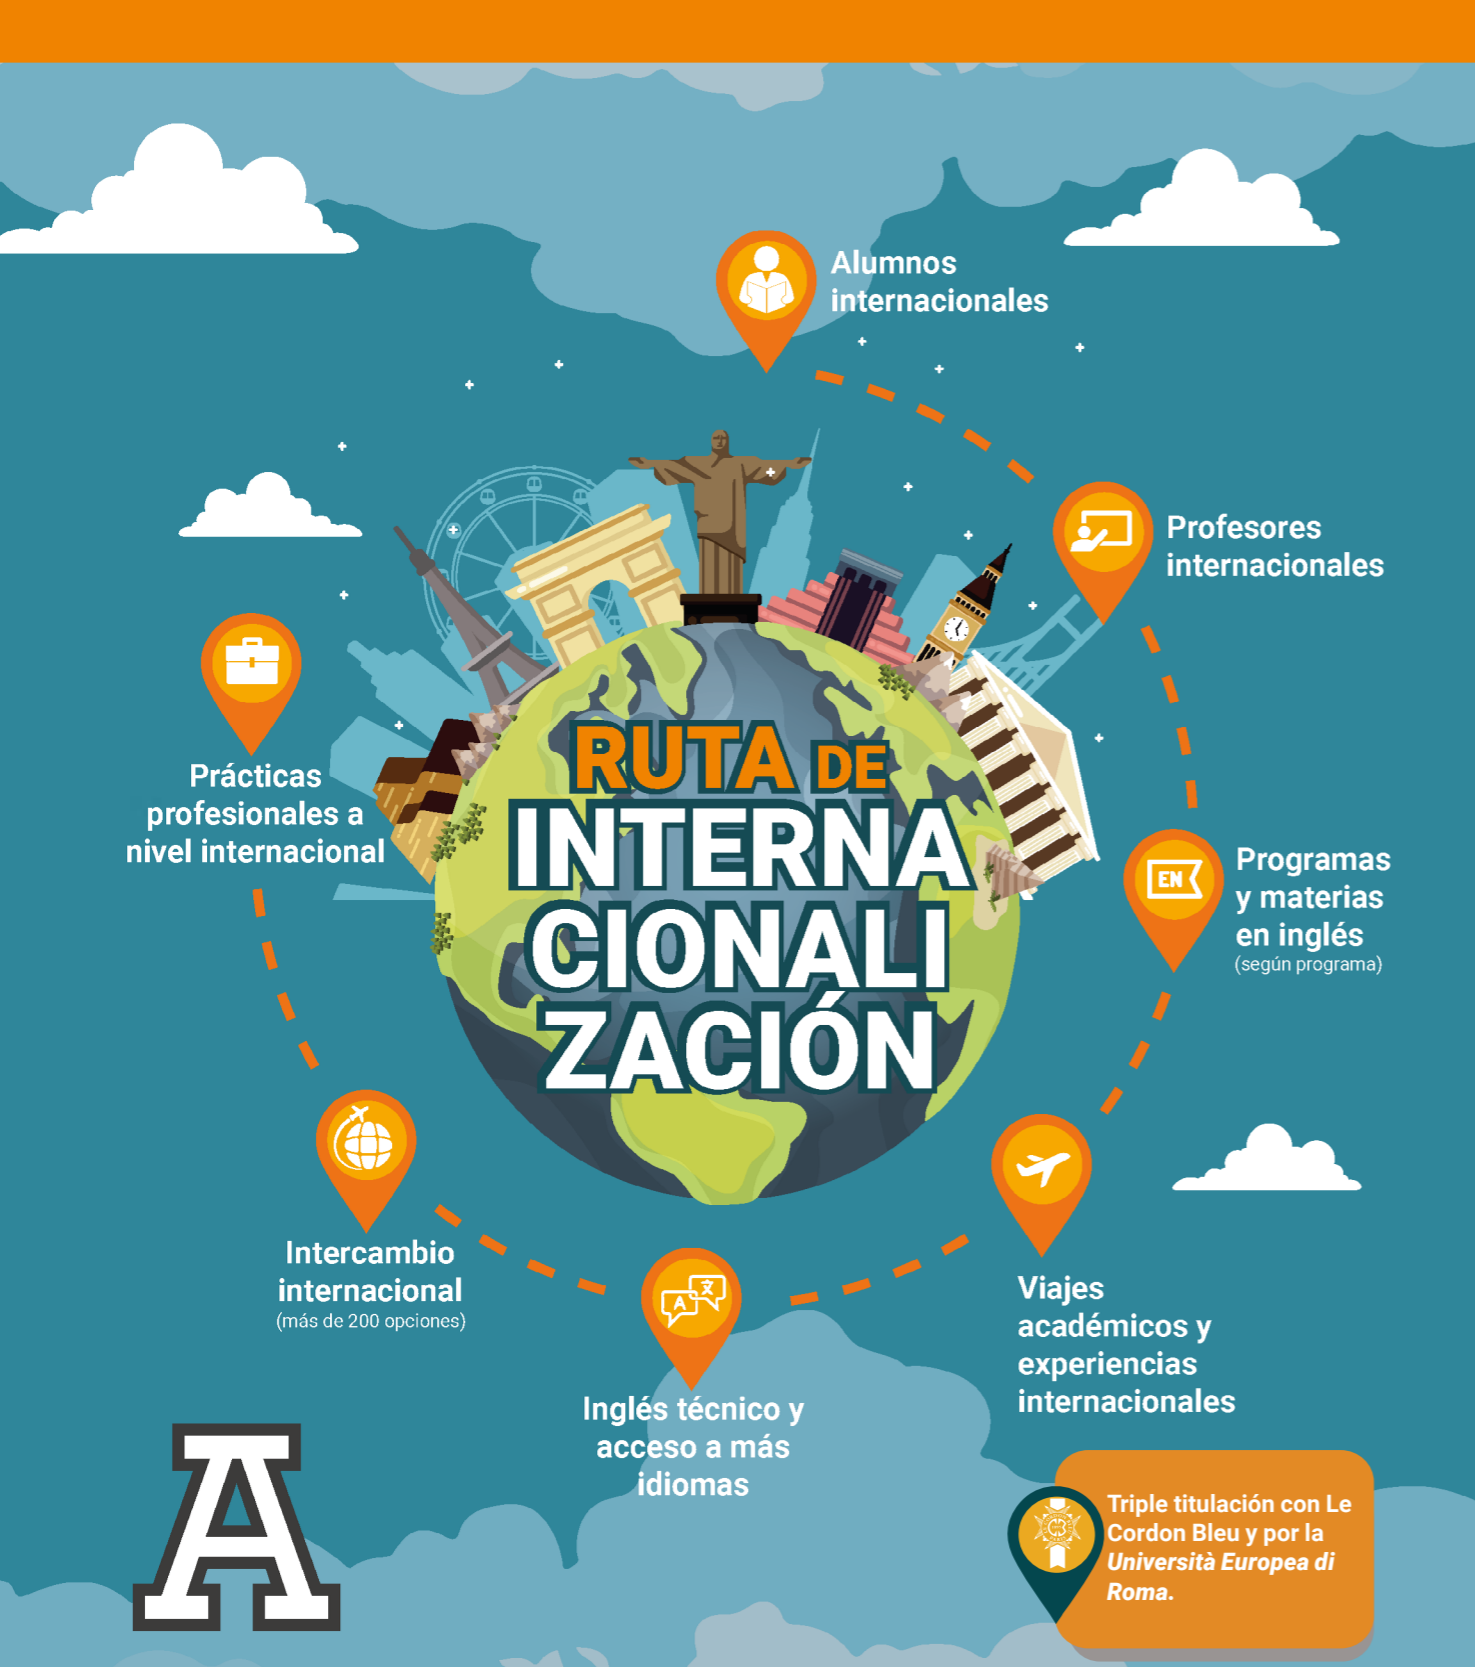 Alumnos
internacionales
Profesores
internacionales
EN
Programas
y materias
en inglés
(según programa)
Viajes
académicos y
experiencias
internacionales
A 文
Inglés técnico y
acceso a más
idiomas
Intercambio
internacional
(más de 200 opciones)
Prácticas
profesionales a
nivel internacional
RUTA DE
INTERNA
CIONALI
ZACIÓN
A
Triple titulación con Le
Cordon Bleu y por la
Università Europea di
Roma.